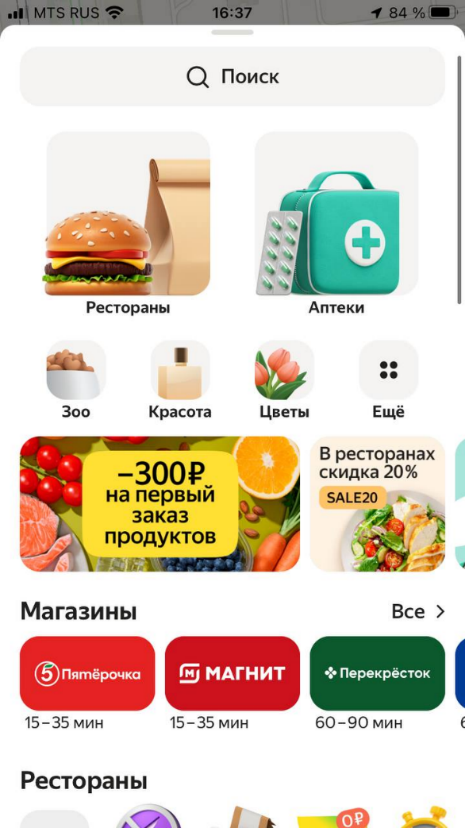 MTS RUS 16:37 84 %
Поиск
Рестораны Аптеки
Зоо Красота Цветы Ещё
–300₽
на первый
заказ
продуктов
В ресторанах
скидка 20%
SALE20
Магазины Все
5 Пятёрочка
М МАГНИТ
Перекрёсток
15–35 мин 15–35 мин 60–90 мин
Рестораны
0₽